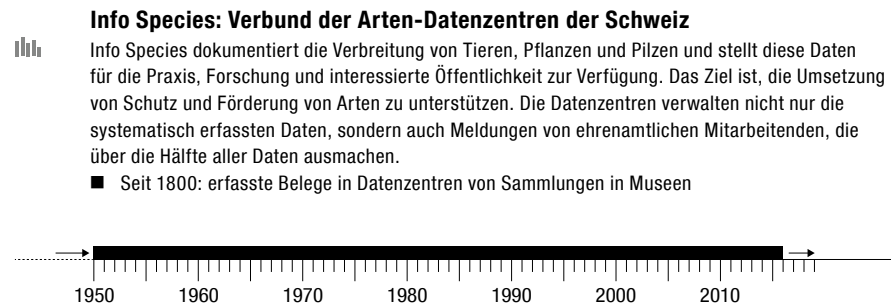 Info Species: Verbund der Arten-Datenzentren der Schweiz
Info Species dokumentiert die Verbreitung von Tieren, Pflanzen und Pilzen und stellt diese Daten
für die Praxis, Forschung und interessierte Öffentlichkeit zur Verfügung. Das Ziel ist, die Umsetzung
von Schutz und Förderung von Arten zu unterstützen. Die Datenzentren verwalten nicht nur die
systematisch erfassten Daten, sondern auch Meldungen von ehrenamtlichen Mitarbeitenden, die
über die Hälfte aller Daten ausmachen.
■ Seit 1800: erfasste Belege in Datenzentren von Sammlungen in Museen
1950 1960 1970 1980 1990 2000 2010